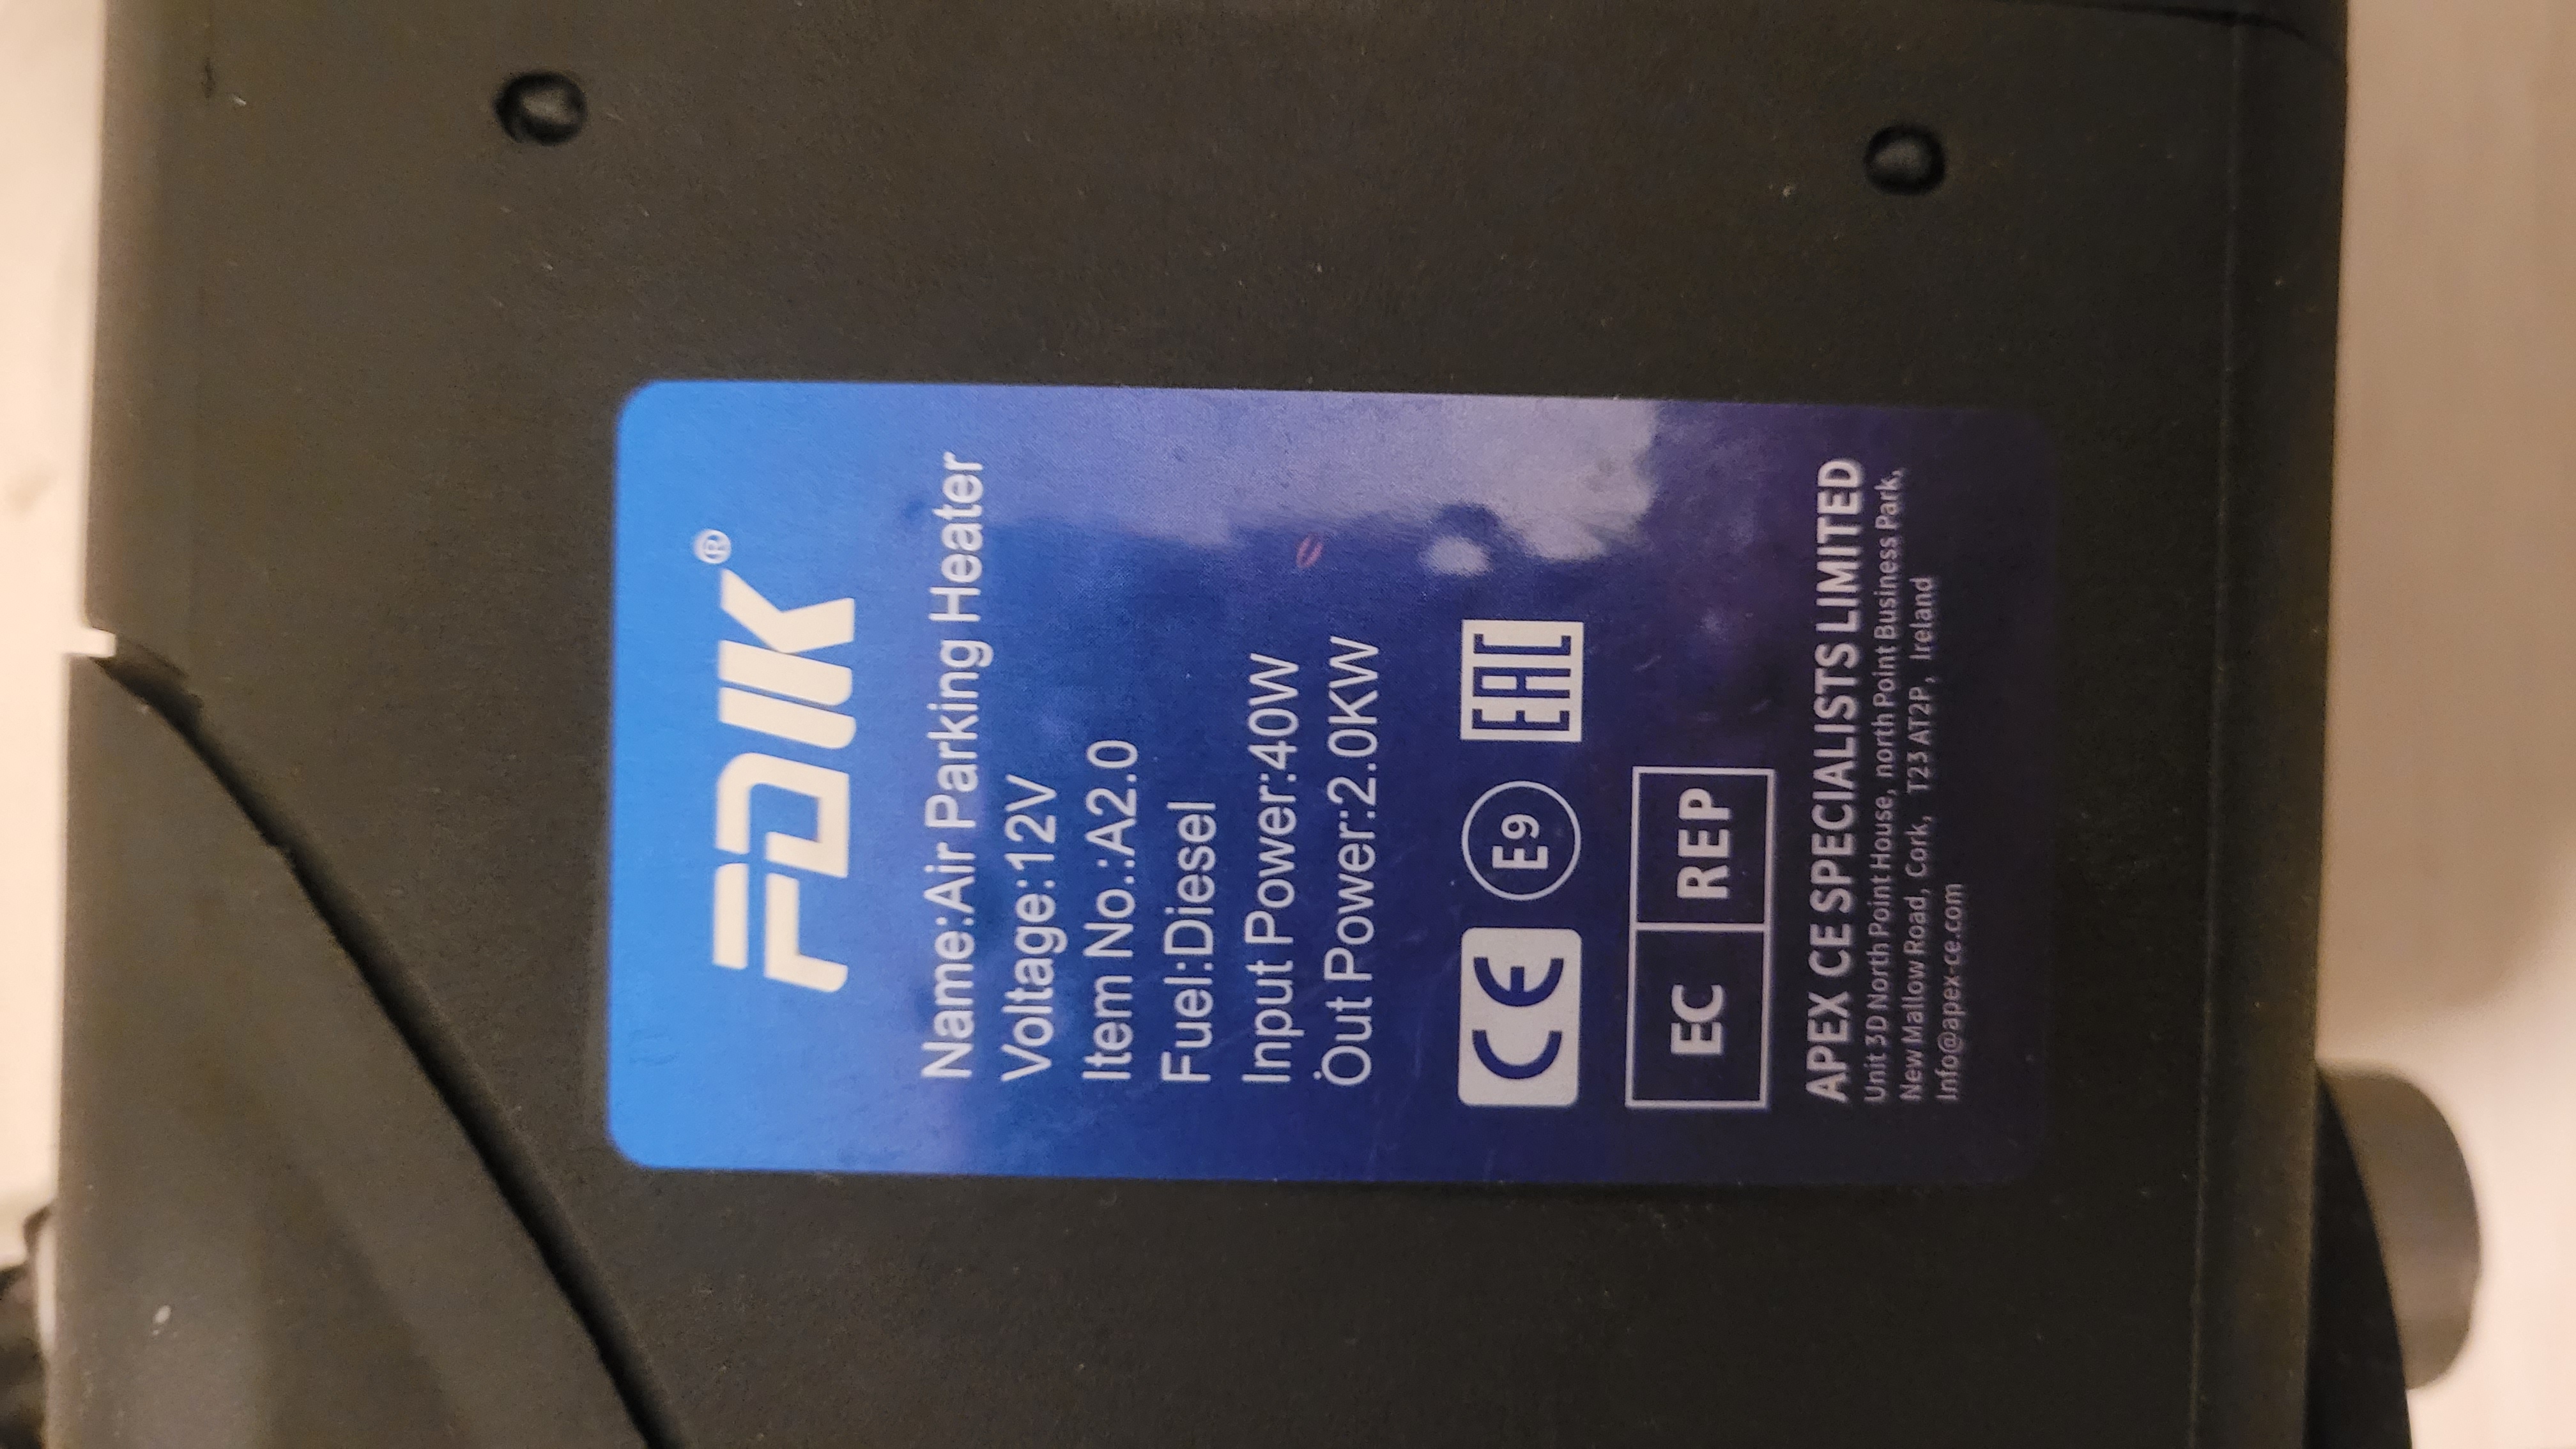 FDIK®
Name:Air Parking Heater
Voltage:12V
Item No.:A2.0
Fuel:Diesel
Input Power:40W
Out Power:2.0KW
CE E9 EAC
EC REP
APEX CE SPECIALISTS LIMITED
Unit 3D North Point House, north Point Business Park,
New Mallow Road, Cork, T23 AT2P, Ireland
Info@apex-ce.com